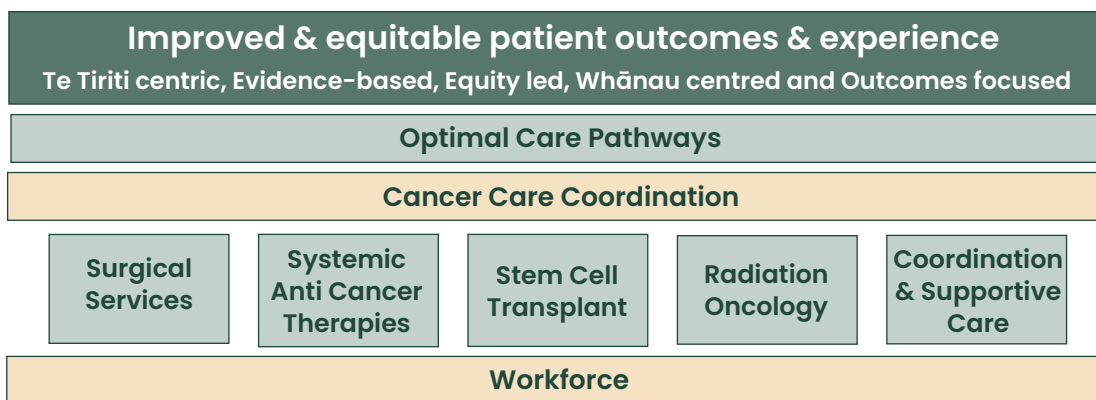 Improved & equitable patient outcomes & experience
Te Tiriti centric, Evidence-based, Equity led, Whānau centred and Outcomes focused
Optimal Care Pathways
Cancer Care Coordination
Surgical
Services
Systemic
Anti Cancer
Therapies
Stem Cell
Transplant
Radiation
Oncology
Coordination
& Supportive
Care
Workforce